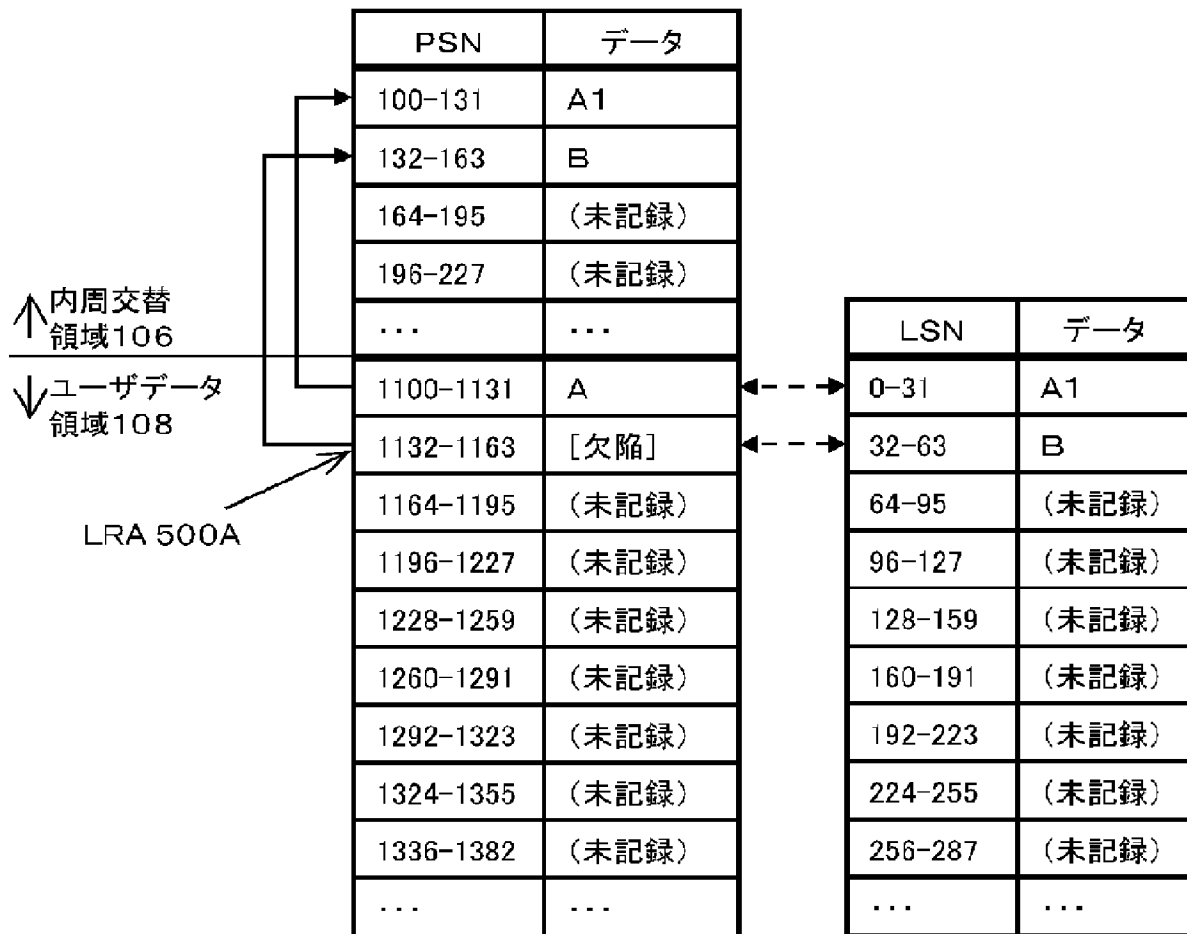 PSN データ
100-131 A1
132-163 B
164-195 (未記録)
196-227 (未記録)
... ...
1100-1131 A
1132-1163 [欠陥]
1164-1195 (未記録)
1196-1227 (未記録)
1228-1259 (未記録)
1260-1291 (未記録)
1292-1323 (未記録)
1324-1355 (未記録)
1336-1382 (未記録)
... ...
内周交替
領域106
ユーザデータ
領域108
LRA 500A
LSN データ
0-31 A1
32-63 B
64-95 (未記録)
96-127 (未記録)
128-159 (未記録)
160-191 (未記録)
192-223 (未記録)
224-255 (未記録)
256-287 (未記録)
... ...